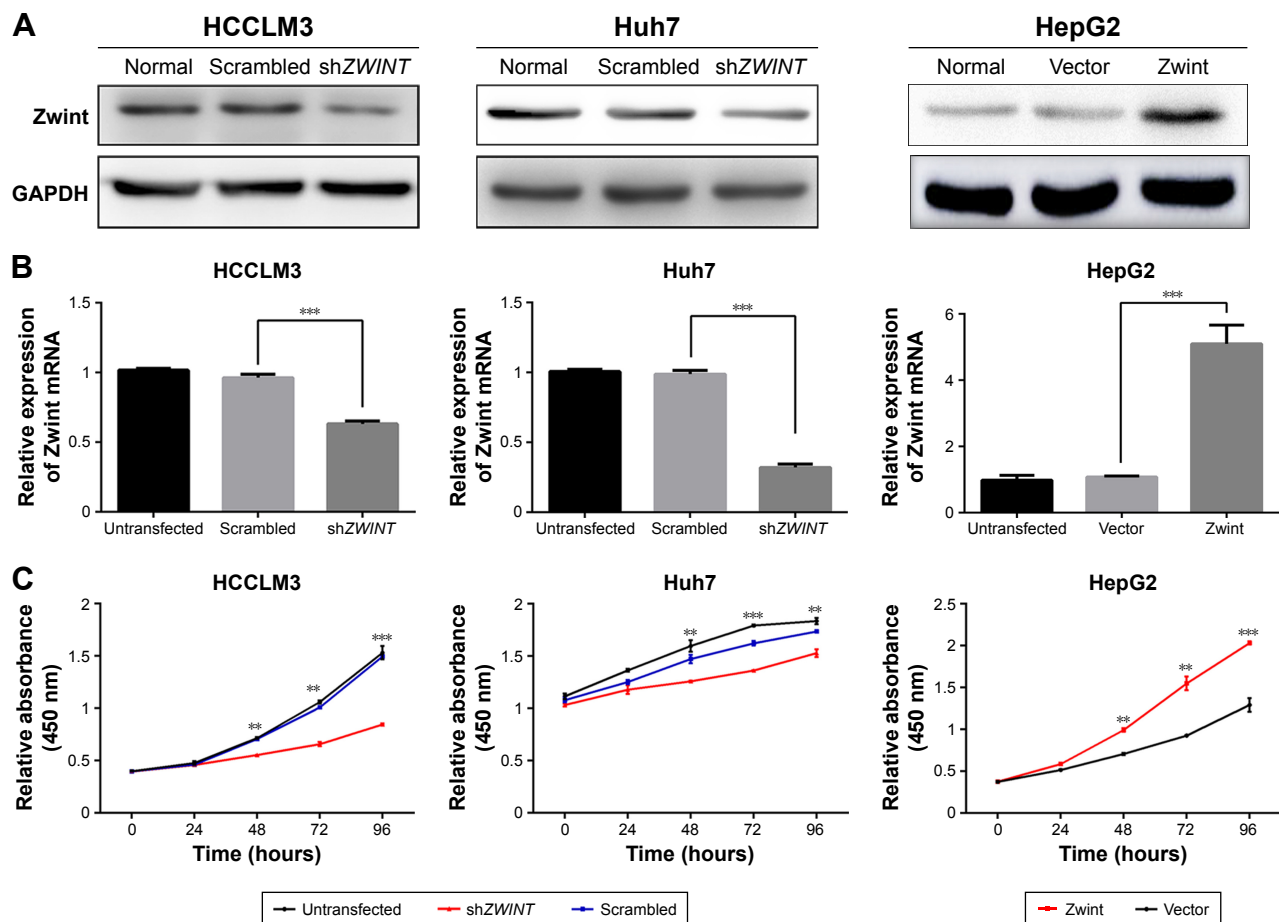 A
HCCLM3
Huh7
HepG2
Normal Scrambled shZWINT
Normal Scrambled shZWINT
Normal Vector Zwint
Zwint
GAPDH
B
HCCLM3
Relative expression
of Zwint mRNA
1.5
1
0.5
0
***
Untransfected Scrambled shZWINT
Huh7
Relative expression
of Zwint mRNA
1.5
1
0.5
0
***
Untransfected Scrambled shZWINT
HepG2
Relative expression
of Zwint mRNA
6
4
2
0
***
Untransfected Vector Zwint
C
HCCLM3
Relative absorbance
(450 nm)
2
1.5
1
0.5
0
** ** ***
0 24 48 72 96
Time (hours)
Huh7
Relative absorbance
(450 nm)
2
1.5
1
0.5
0
** *** **
0 24 48 72 96
Time (hours)
HepG2
Relative absorbance
(450 nm)
2.5
2
1.5
1
0.5
0
** ** ***
0 24 48 72 96
Time (hours)
Untransfected shZWINT Scrambled
Zwint Vector